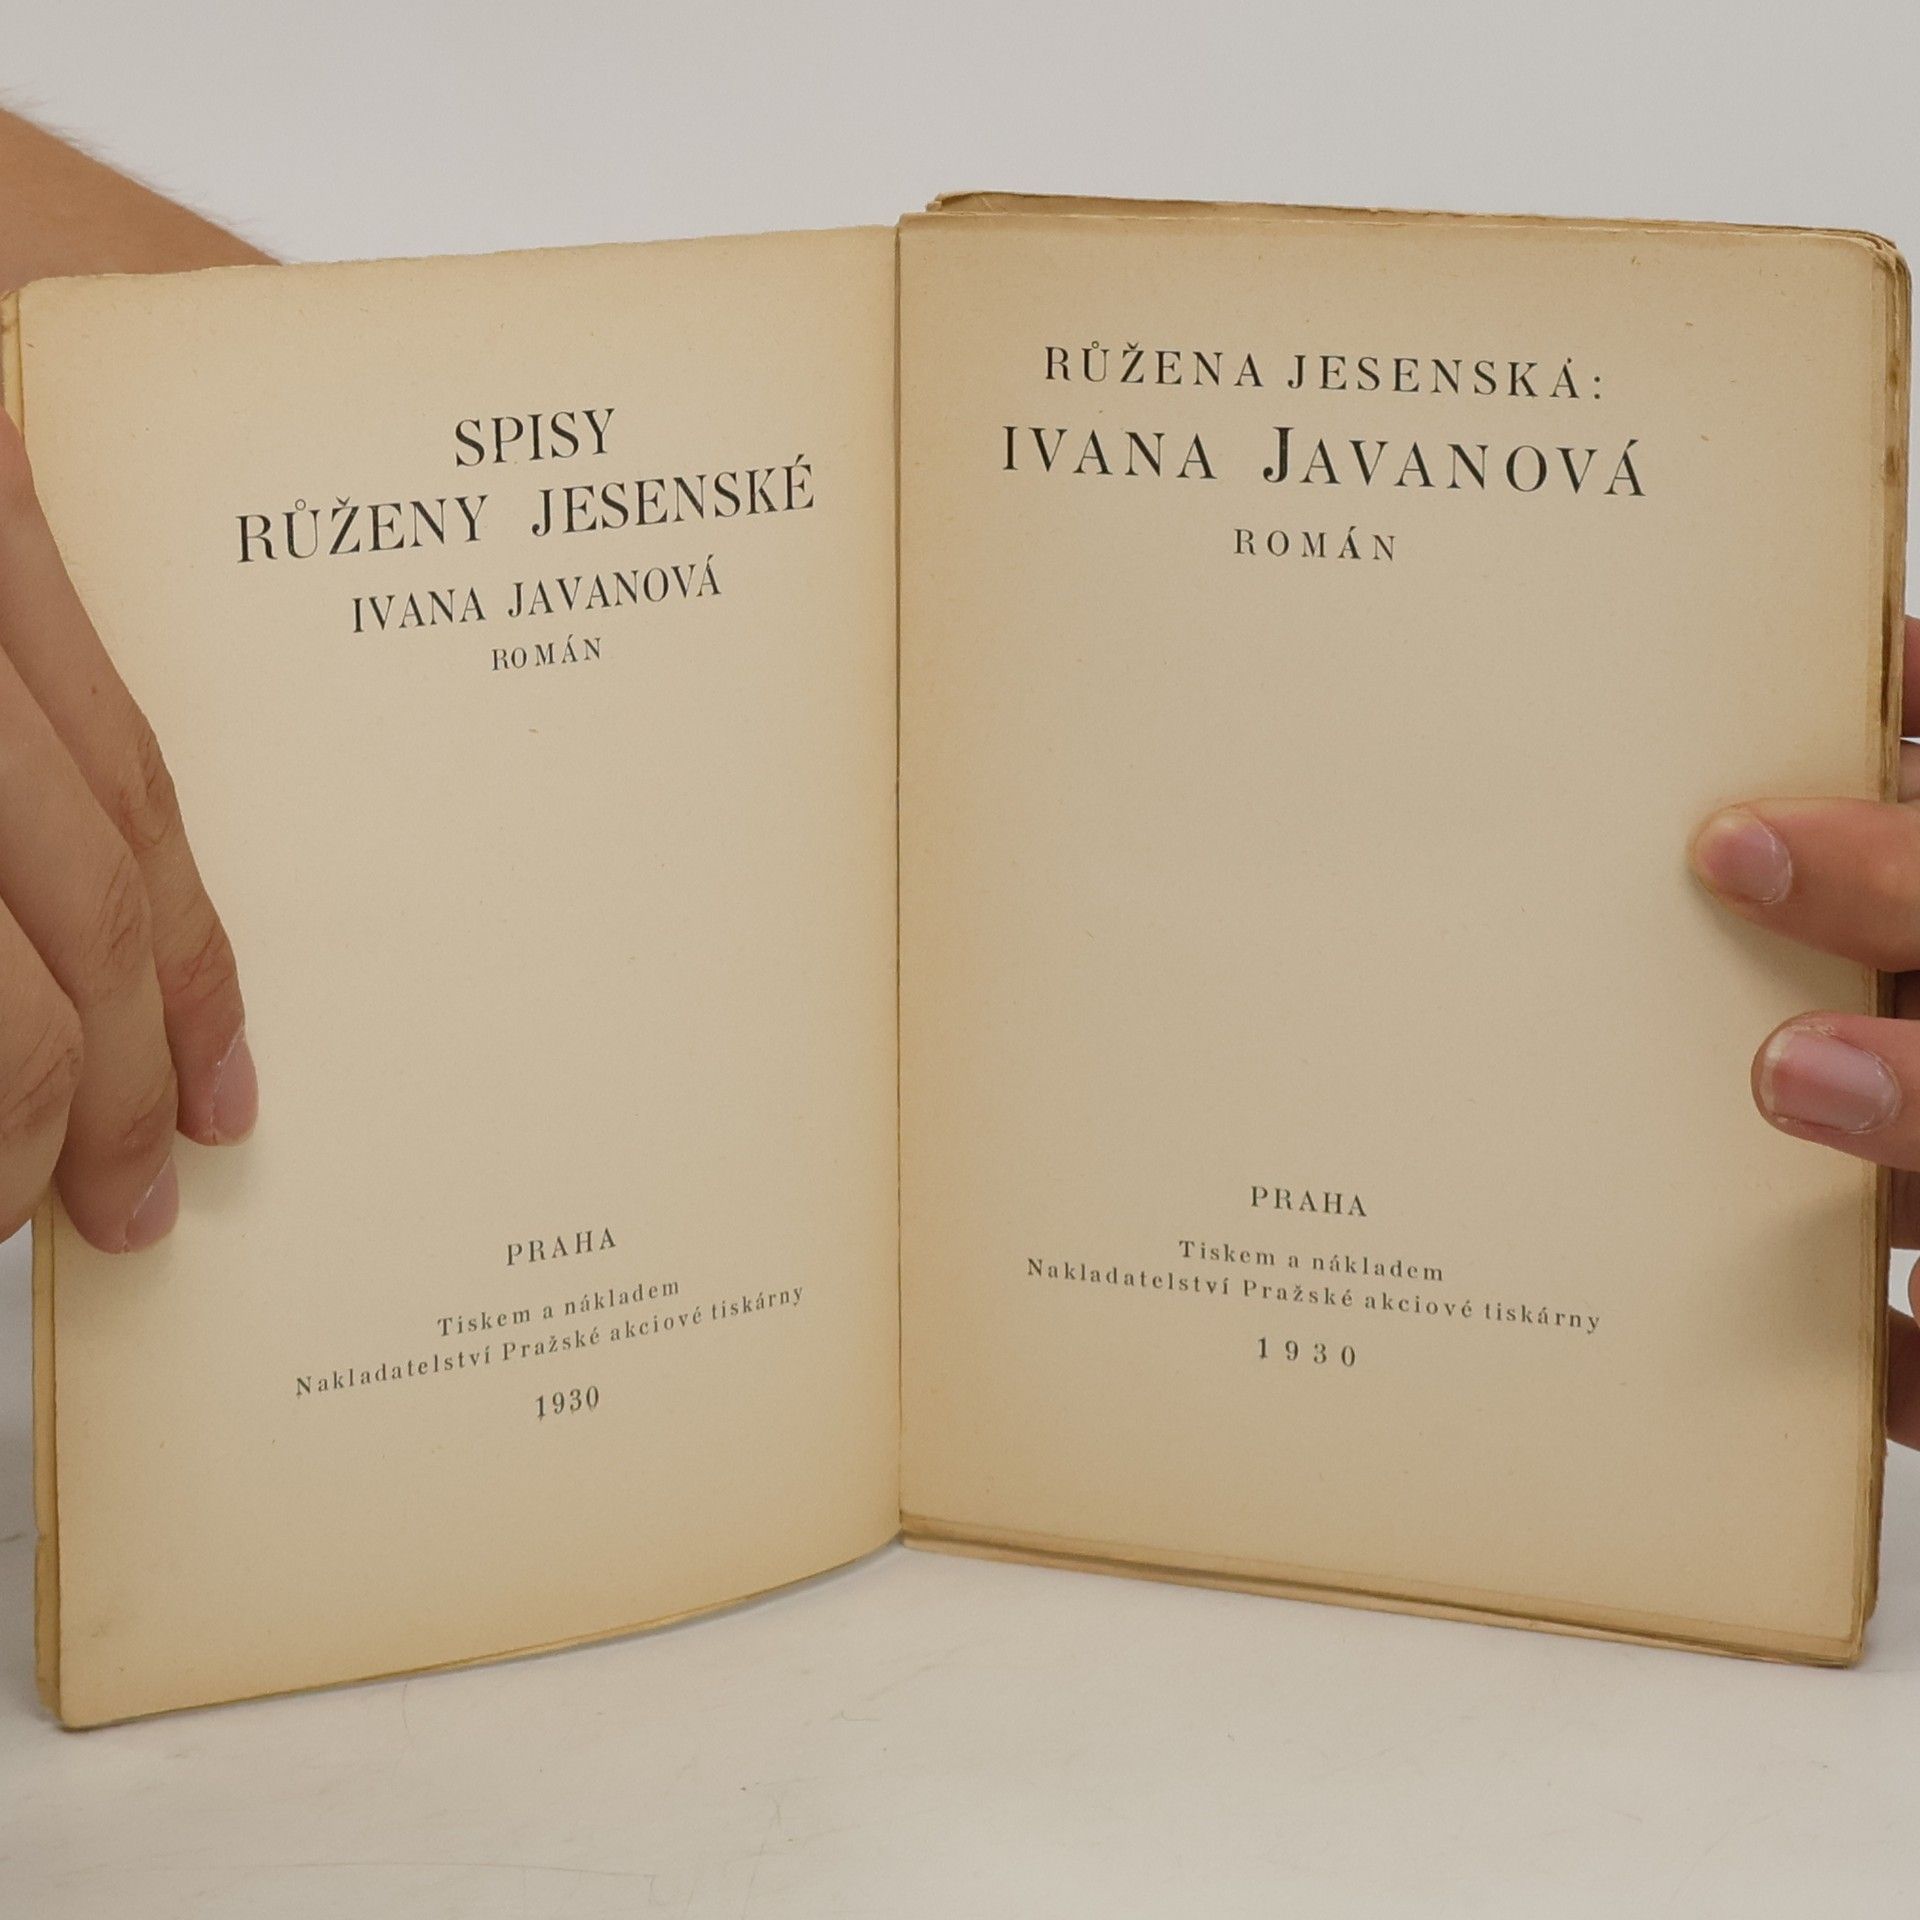 SPISY
RŮŽENY JESENSKÉ
IVANA JAVANOVÁ
ROMÁN
PRAHA
Tiskem a nákladem
Nakladatelství Pražské akciové tiskárny
1930
RŮŽENA JESENSKÁ:
IVANA JAVANOVÁ
ROMÁN
PRAHA
Tiskem a nákladem
Nakladatelství Pražské akciové tiskárny
1930